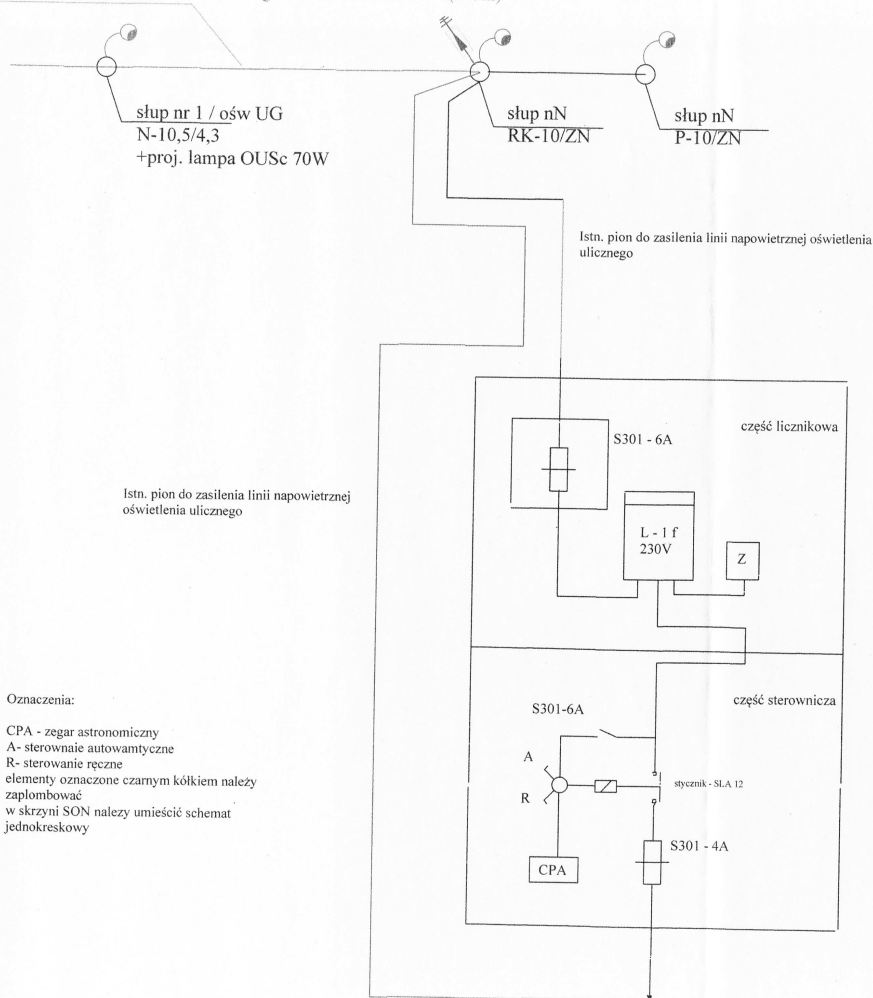 słup nr 1 / ośw UG
N-10,5/4,3
+proj. lampa OUSc 70W
słup nN
RK-10/ZN
słup nN
P-10/ZN
Istn. pion do zasilenia linii napowietrznej oświetlenia
ulicznego
część licznikowa
S301 - 6A
Istn. pion do zasilenia linii napowietrznej
oświetlenia ulicznego
L - 1 f
230V
Z
Oznaczenia:
CPA - zegar astronomiczny
A- sterownaie autowamtyczne
R- sterowanie ręczne
elementy oznaczone czarnym kółkiem należy
zaplombować
w skrzyni SON nalezy umieścić schemat
jednokreskowy
część sterownicza
S301-6A
A
R
stycznik - SLA 12
S301 - 4A
CPA